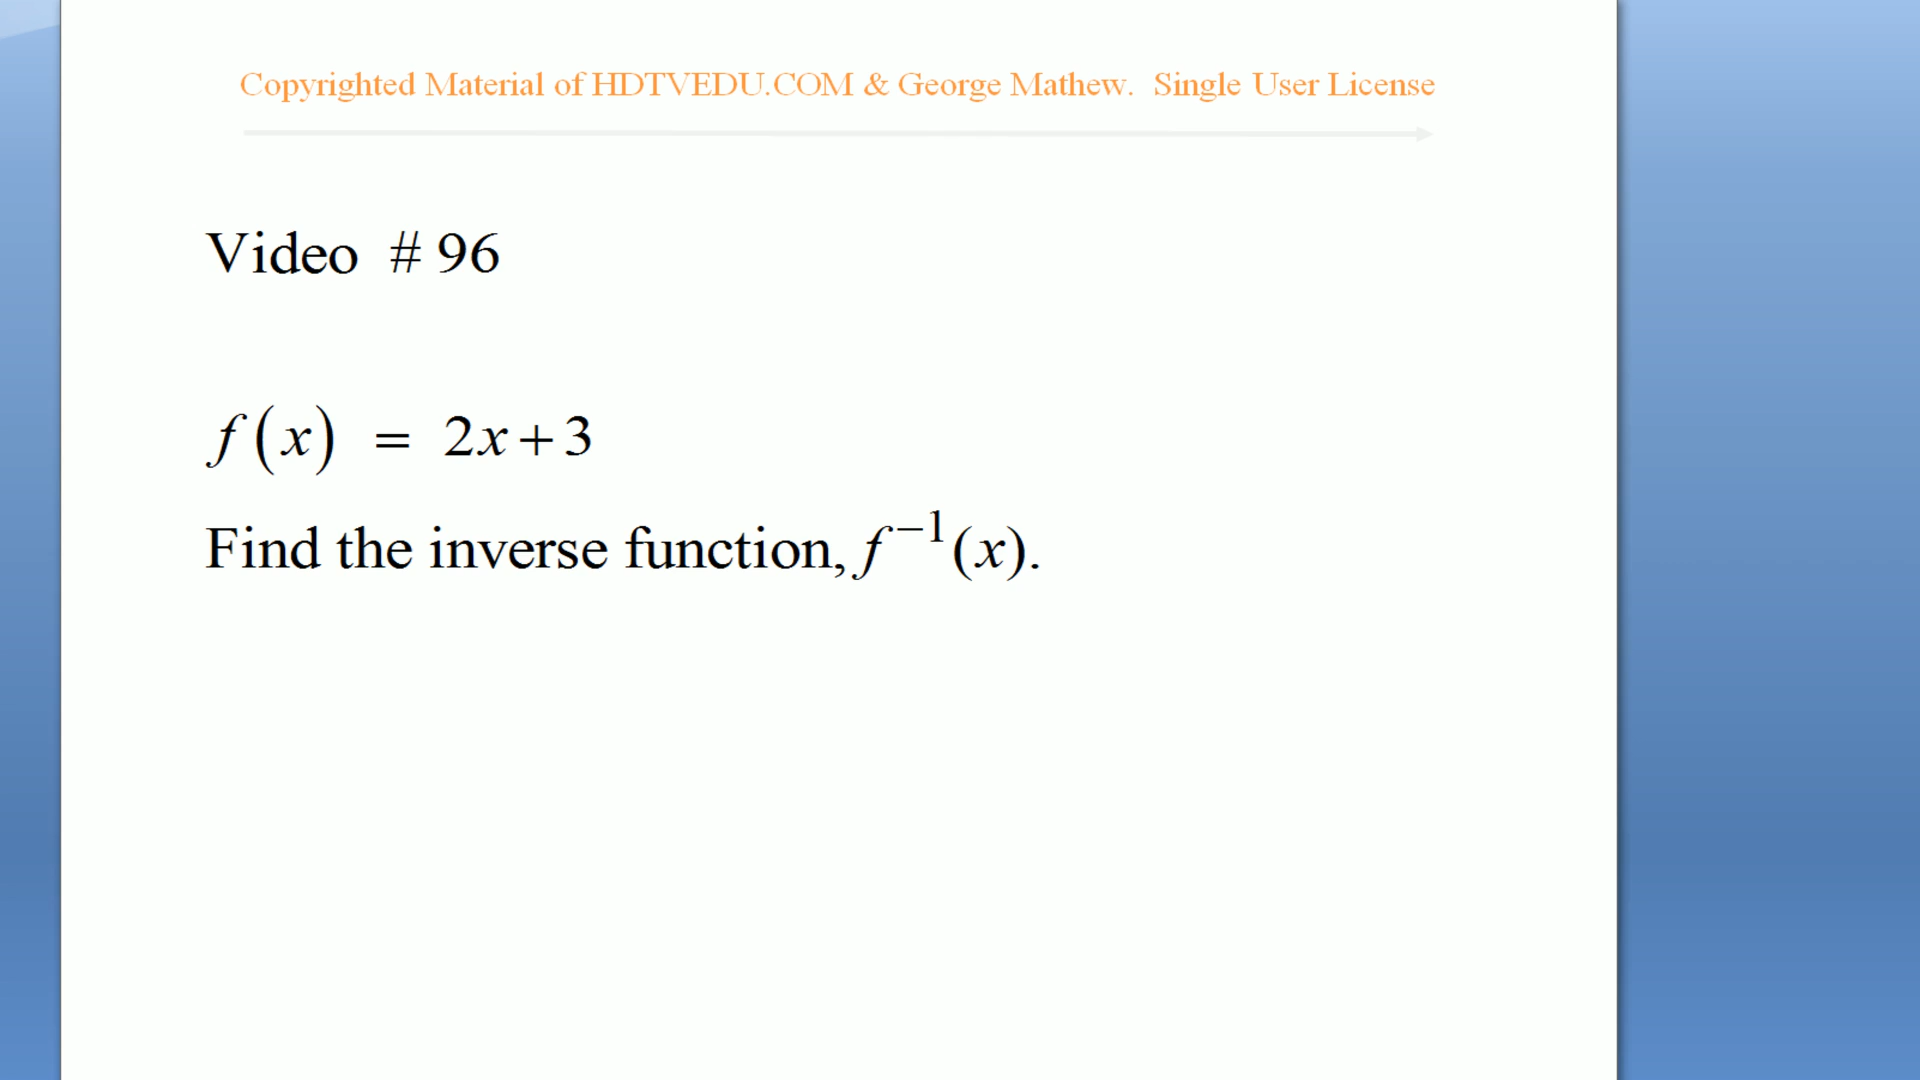 Copyrighted Material of HDTVEDU.COM & George Mathew. Single User License
Video # 96
f(x) = 2x+3
Find the inverse function, f⁻¹(x).